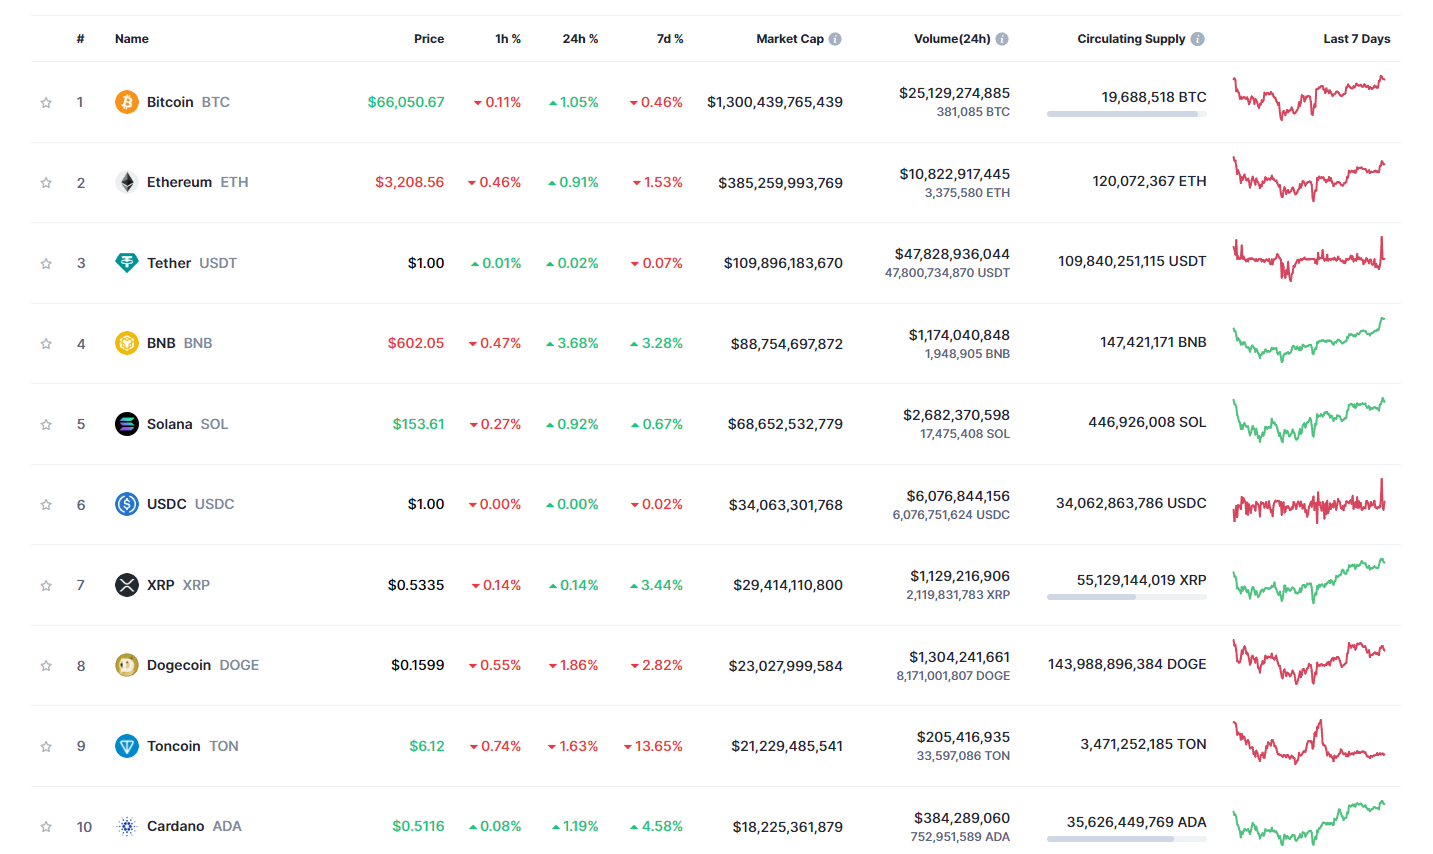 # Name Price 1h % 24h % 7d % Market Cap Volume(24h) Circulating Supply Last 7 Days
1 Bitcoin BTC $66,050.67 0.11% 1.05% 0.46% $1,300,439,765,439 $25,129,274,885 19,688,518 BTC
381,085 BTC
2 Ethereum ETH $3,208.56 0.46% 0.91% 1.53% $385,259,993,769 $10,822,917,445 120,072,367 ETH
3,375,580 ETH
3 Tether USDT $1.00 0.01% 0.02% 0.07% $109,896,183,670 $47,828,936,044 109,840,251,115 USDT
47,800,734,870 USDT
4 BNB BNB $602.05 0.47% 3.68% 3.28% $88,754,697,872 $1,174,040,848 147,421,171 BNB
1,948,905 BNB
5 Solana SOL $153.61 0.27% 0.92% 0.67% $68,652,532,779 $2,682,370,598 446,926,008 SOL
17,475,408 SOL
6 USDC USDC $1.00 0.00% 0.00% 0.02% $34,063,301,768 $6,076,844,156 34,062,863,786 USDC
6,076,751,624 USDC
7 XRP XRP $0.5335 0.14% 0.14% 3.44% $29,414,110,800 $1,129,216,906 55,129,144,019 XRP
2,119,831,783 XRP
8 Dogecoin DOGE $0.1599 0.55% 1.86% 2.82% $23,027,999,584 $1,304,241,661 143,988,896,384 DOGE
8,171,001,807 DOGE
9 Toncoin TON $6.12 0.74% 1.63% 13.65% $21,229,485,541 $205,416,935 3,471,252,185 TON
33,597,086 TON
10 Cardano ADA $0.5116 0.08% 1.19% 4.58% $18,225,361,879 $384,289,060 35,626,449,769 ADA
752,951,589 ADA